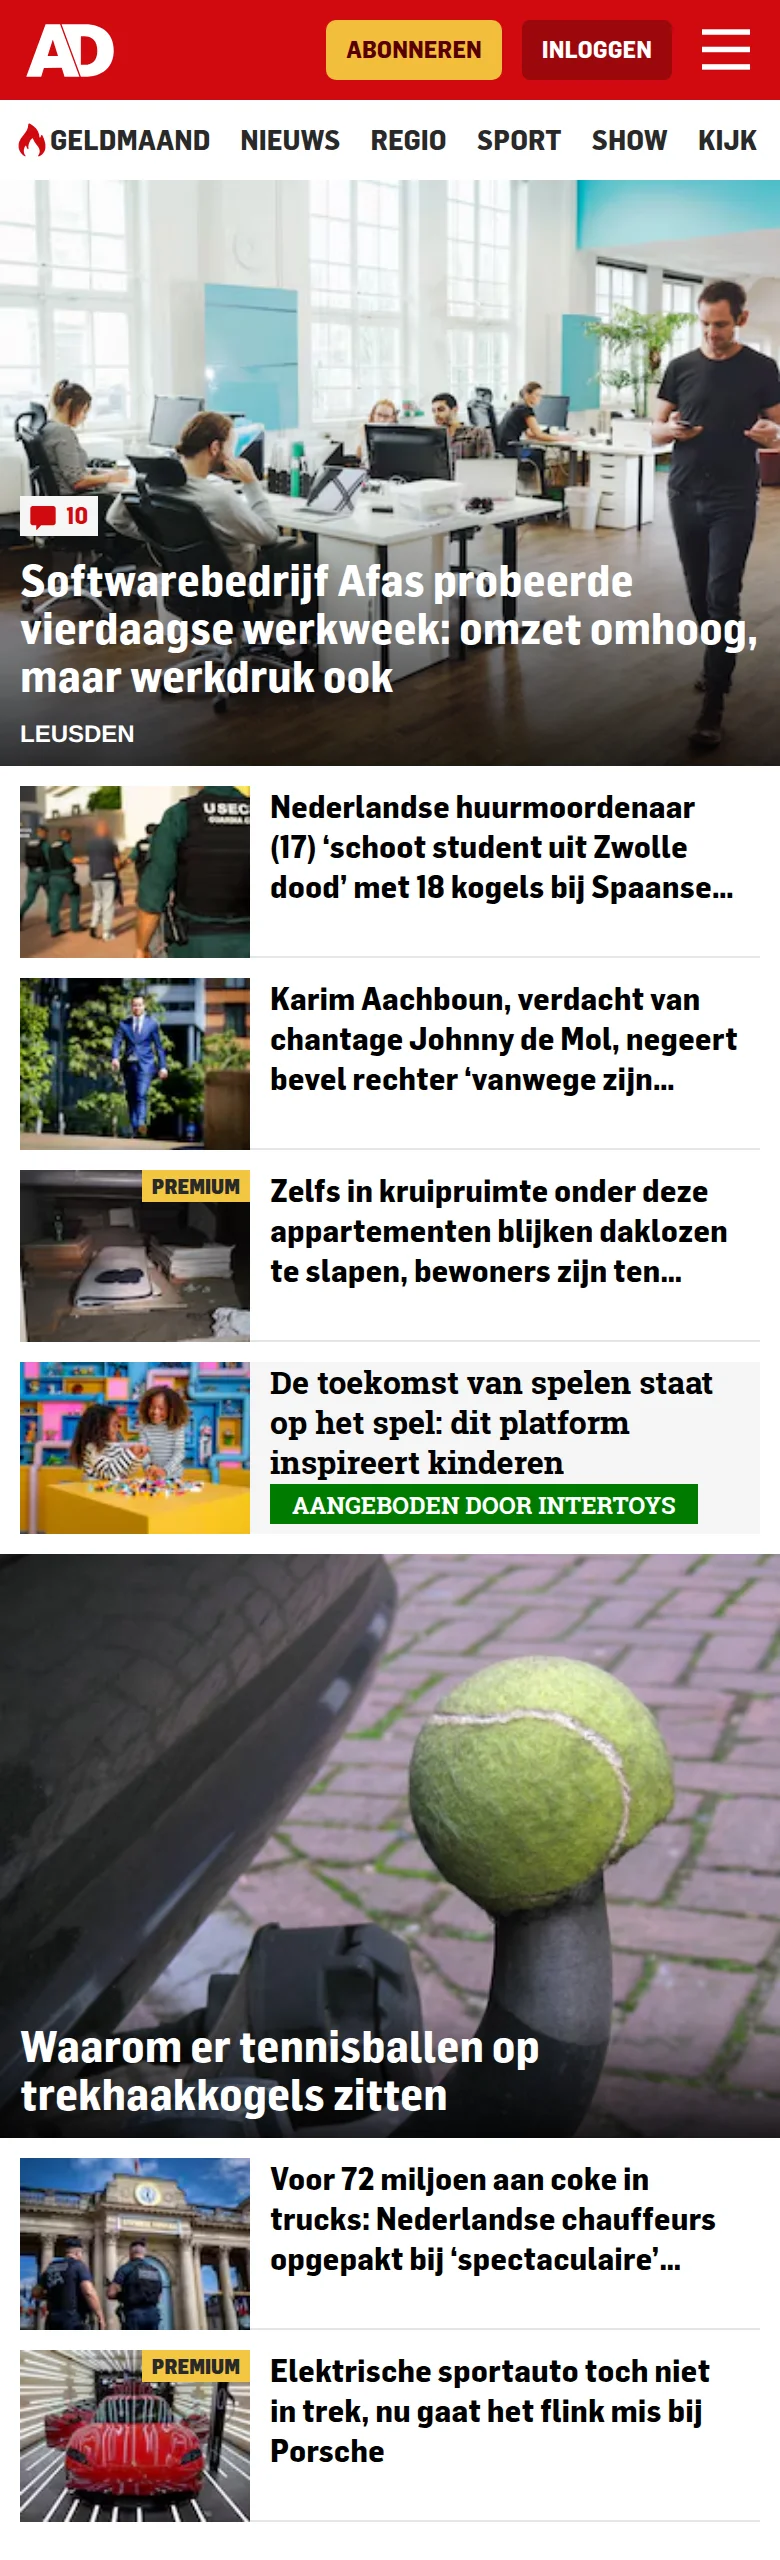 AD
ABONNEREN
INLOGGEN
GELDMAAND NIEUWS REGIO SPORT SHOW KIJK
10
Softwarebedrijf Afas probeerde
vierdaagse werkweek: omzet omhoog,
maar werkdruk ook
LEUSDEN
Nederlandse huurmoordenaar
(17) ‘schoot student uit Zwolle
dood’ met 18 kogels bij Spaanse...
Karim Aachboun, verdacht van
chantage Johnny de Mol, negeert
bevel rechter ‘vanwege zijn...
PREMIUM
Zelfs in kruipruimte onder deze
appartementen blijken daklozen
te slapen, bewoners zijn ten...
De toekomst van spelen staat
op het spel: dit platform
inspireert kinderen
AANGEBODEN DOOR INTERTOYS
Waarom er tennisballen op
trekhaakkogels zitten
Voor 72 miljoen aan coke in
trucks: Nederlandse chauffeurs
opgepakt bij ‘spectaculaire’...
PREMIUM
Elektrische sportauto toch niet
in trek, nu gaat het flink mis bij
Porsche